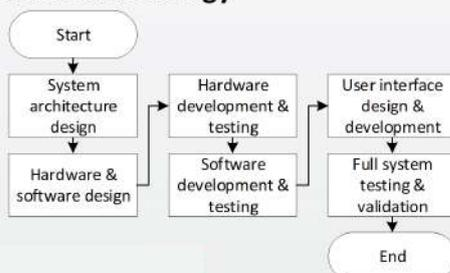 Start
System
architecture
design
Hardware &
software design
Hardware
development &
testing
Software
development &
testing
User interface
design &
development
Full system
testing &
validation
End